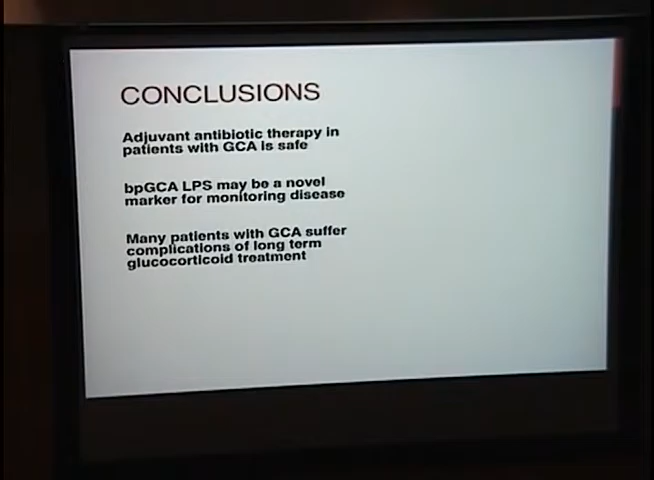 CONCLUSIONS
Adjuvant antibiotic therapy in
patients with GCA is safe
bpGCA LPS may be a novel
marker for monitoring disease
Many patients with GCA suffer
complications of long term
glucocorticoid treatment